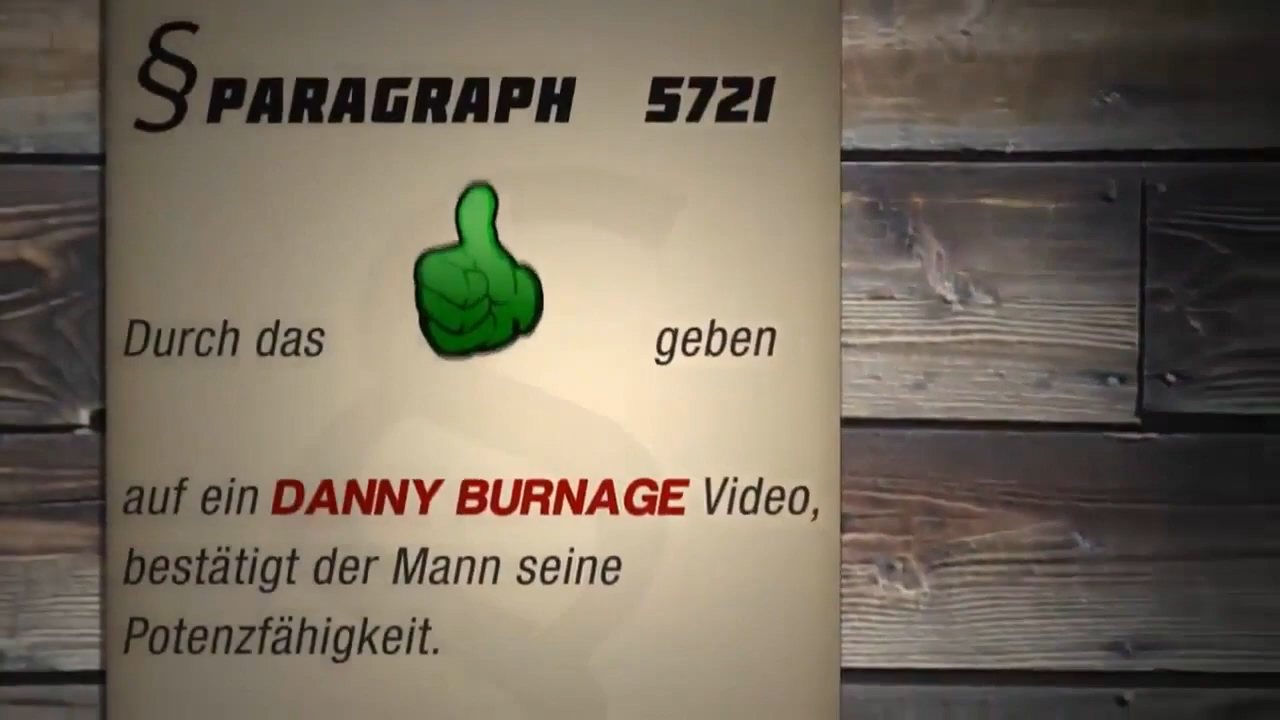 § PARAGRAPH 5721
Durch das geben
auf ein DANNY BURNAGE Video,
bestätigt der Mann seine
Potenzfähigkeit.